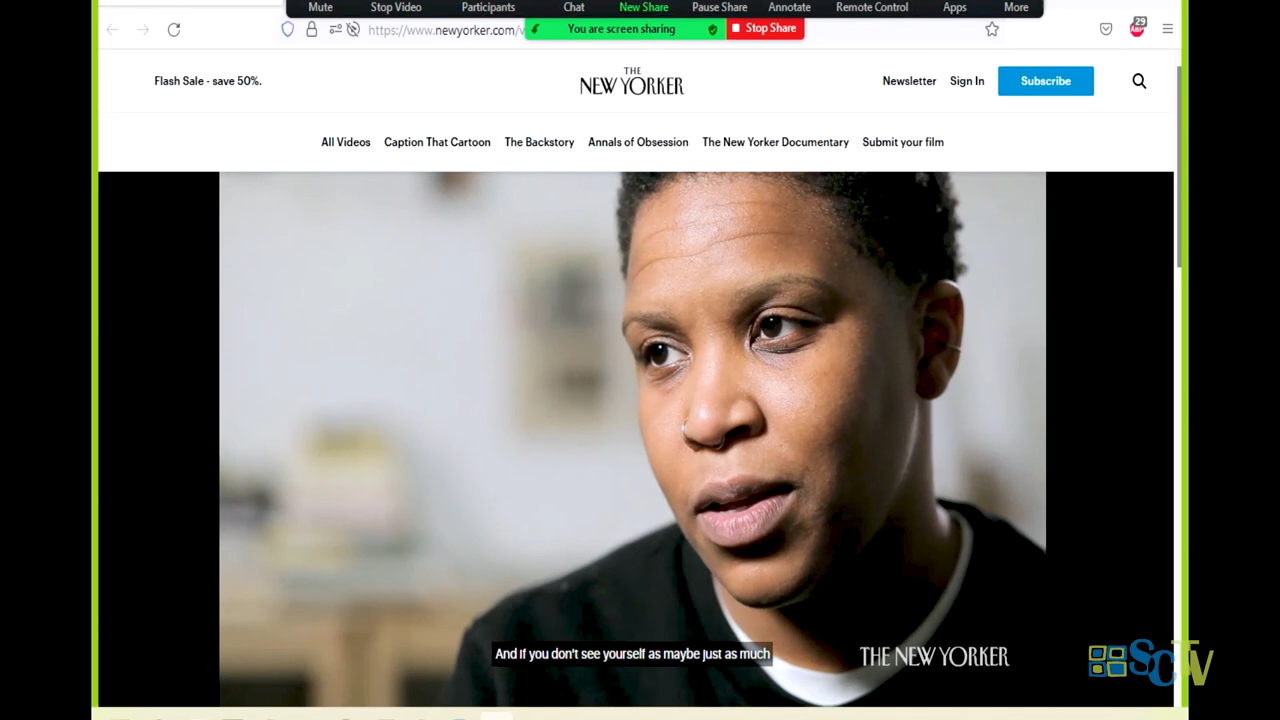 Mute Stop Video Participants Chat New Share Pause Share Annotate Remote Control Apps More
https://www.newyorker.com/v
You are screen sharing Stop Share
29
ABP
Flash Sale - save 50%.
THE
NEW YORKER
Newsletter Sign In Subscribe
All Videos Caption That Cartoon The Backstory Annals of Obsession The New Yorker Documentary Submit your film
And if you don't see yourself as maybe just as much
THE NEW YORKER
SCTV